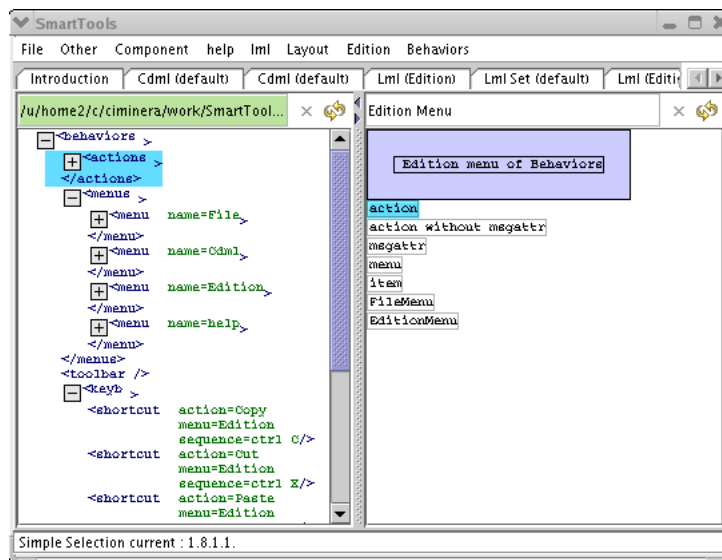 SmartTools
File Other Component help lml Layout Edition Behaviors
Introduction Cdml (default) Cdml (default) Lml (Edition) Lml Set (default) Lml (Editi
/u/home2/c/ciminera/work/SmartTool... Edition Menu
<behaviors >
<actions >
</actions>
<menus >
<menu name=File>
</menu>
<menu name=Cdml>
</menu>
<menu name=Edition>
</menu>
<menu name=help>
</menu>
</menus>
<toolbar />
<keyb >
<shortcut action=Copy
menu=Edition
sequence=ctrl C/>
<shortcut action=Cut
menu=Edition
sequence=ctrl X/>
<shortcut action=Paste
menu=Edition
Edition menu of Behaviors
action
action without msgattr
msgattr
menu
item
FileMenu
EditionMenu
Simple Selection current : 1.8.1.1.